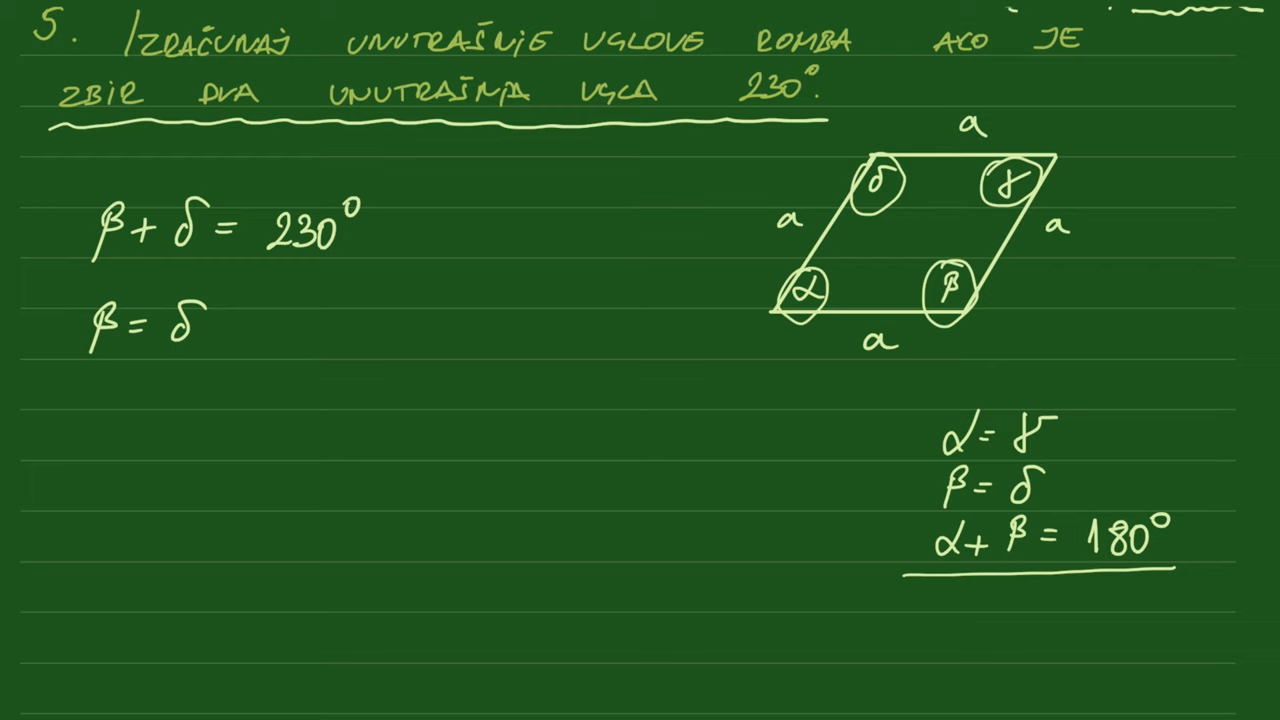 5. IZRAČUNAJ UNUTRAŠNJE UGLOVE ROMBA AKO JE
ZBIR DVA UNUTRAŠNJA UGLA 230°.
a
δ γ
β + δ = 230°
a a
α β
β = δ
a
α = γ
β = δ
α + β = 180°